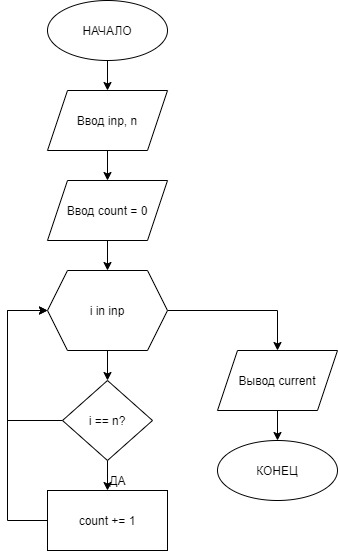 НАЧАЛО
Ввод inp, n
Ввод count = 0
i in inp
Вывод current
i == n?
КОНЕЦ
ДА
count += 1